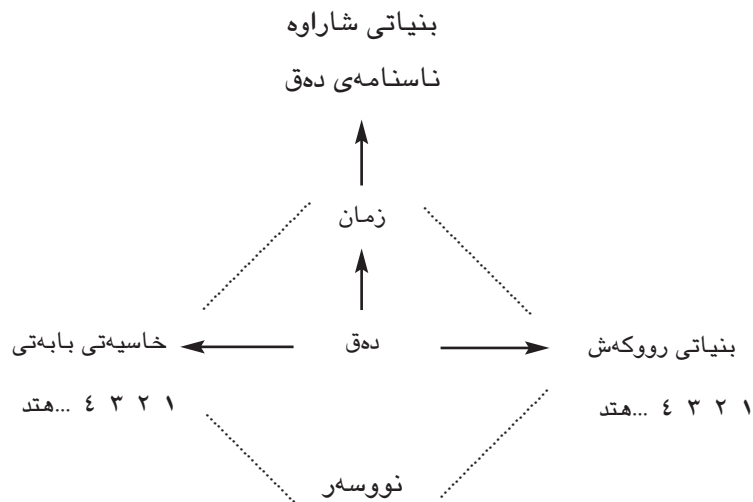 بنیاتی شاراوە
ناسنامەی دەق
زمان
بنیاتی رووکەش
دەق
خاسیەتی بابەتی
١ ٢ ٣ ٤ ...هتد
١ ٢ ٣ ٤ ...هتد
نووسەر